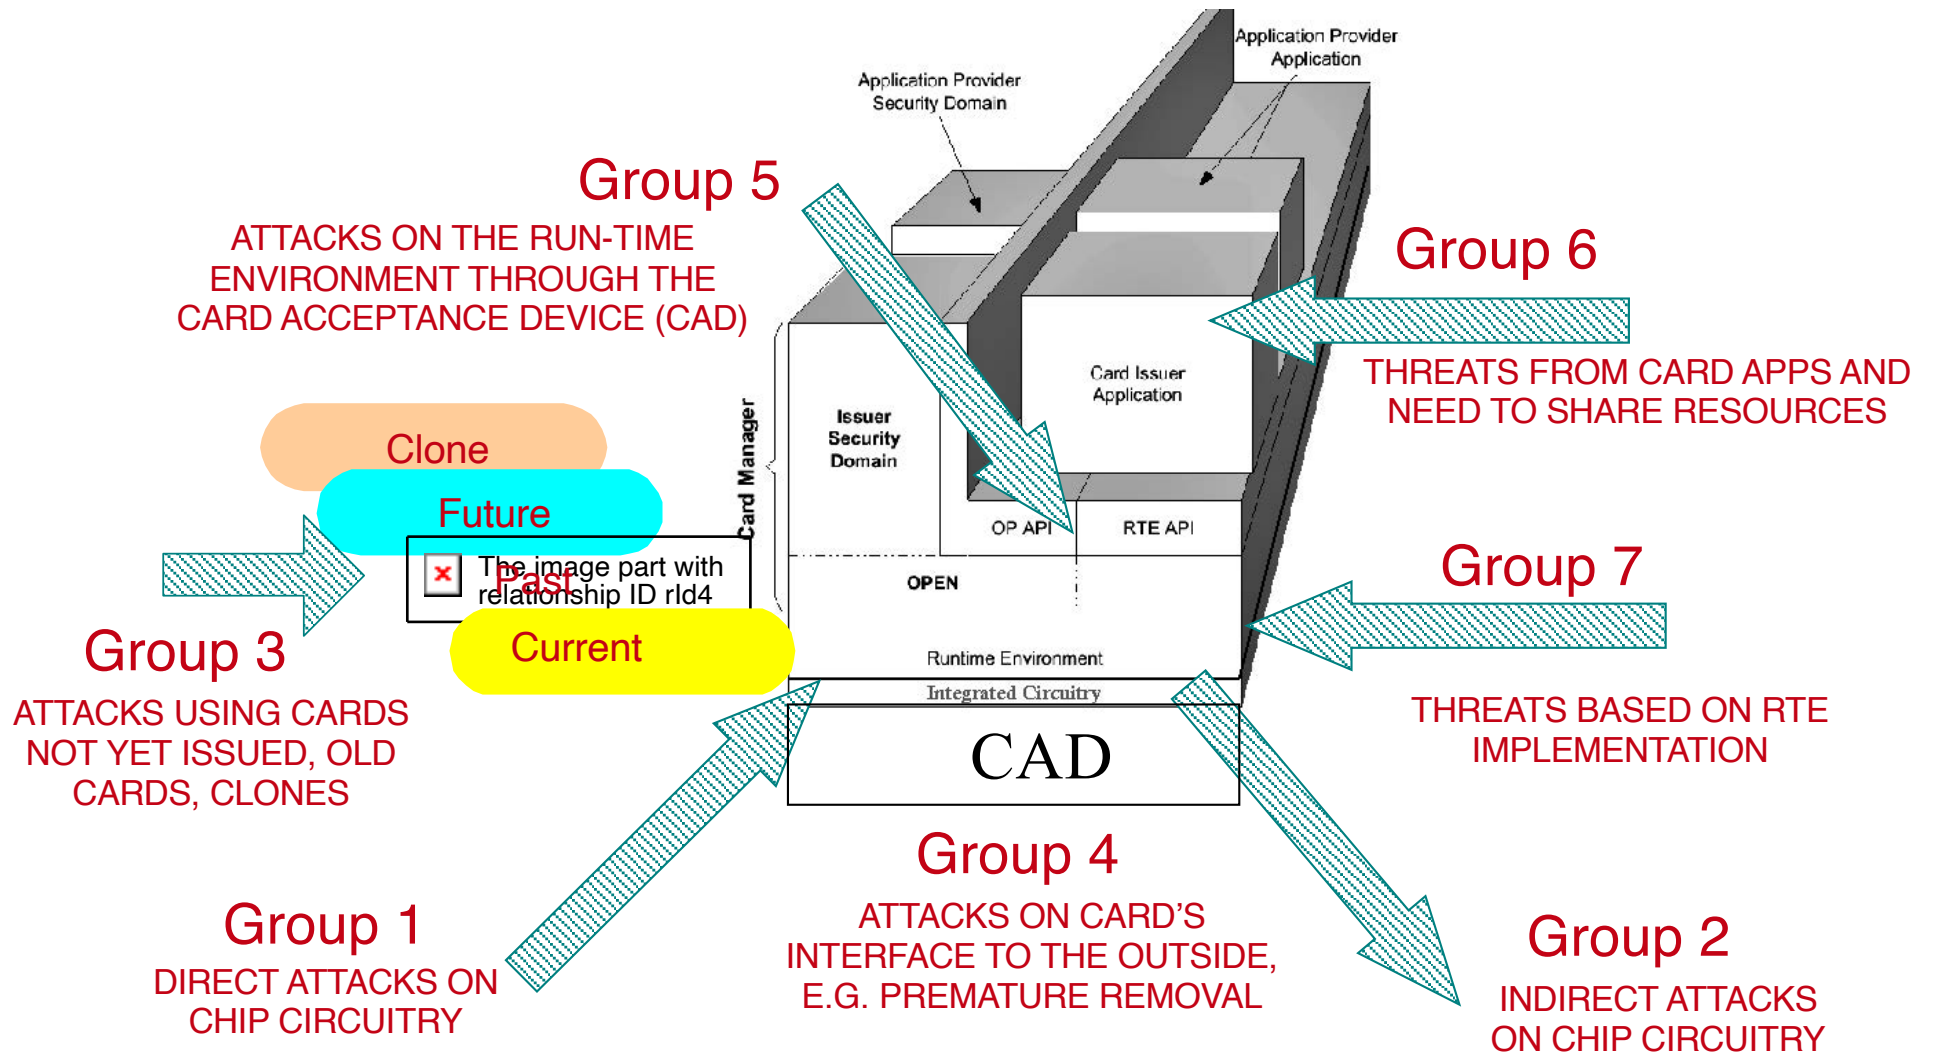 Application Provider
Application
Application Provider
Security Domain
Group 5
ATTACKS ON THE RUN-TIME
ENVIRONMENT THROUGH THE
CARD ACCEPTANCE DEVICE (CAD)
Group 6
THREATS FROM CARD APPS AND
NEED TO SHARE RESOURCES
Card Issuer
Application
Issuer
Security
Domain
Card Manager
Clone
Future
The image part with
relationship ID rId4
Past
Current
OP API
RTE API
OPEN
Runtime Environment
Integrated Circuitry
CAD
Group 7
THREATS BASED ON RTE
IMPLEMENTATION
Group 3
ATTACKS USING CARDS
NOT YET ISSUED, OLD
CARDS, CLONES
Group 4
ATTACKS ON CARD’S
INTERFACE TO THE OUTSIDE,
E.G. PREMATURE REMOVAL
Group 1
DIRECT ATTACKS ON
CHIP CIRCUITRY
Group 2
INDIRECT ATTACKS
ON CHIP CIRCUITRY